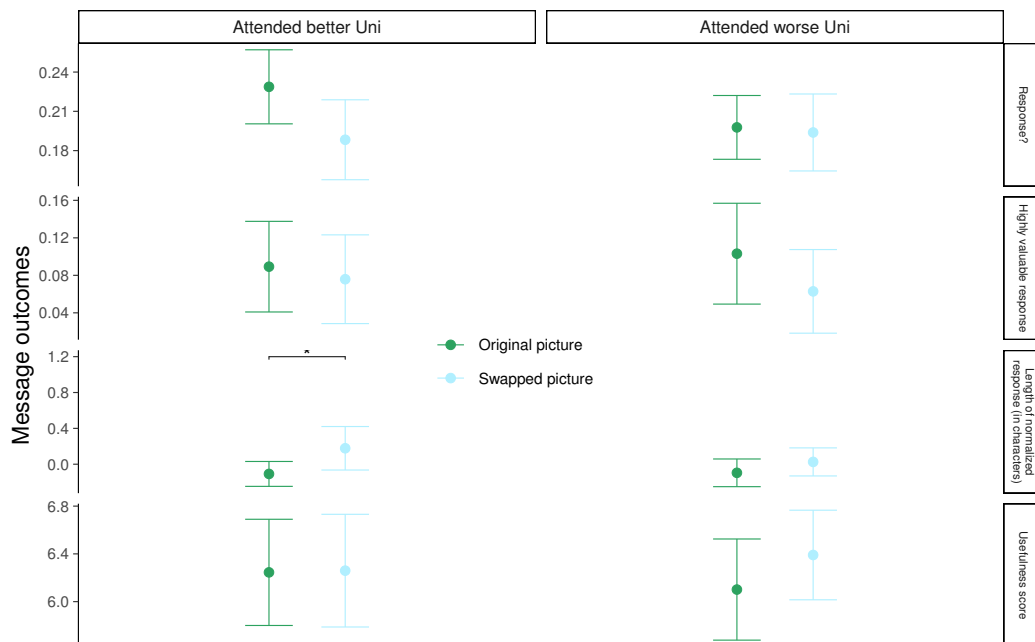 Attended better Uni
Attended worse Uni
Message outcomes
0.24
0.21
0.18
Response?
0.16
0.12
0.08
0.04
Highly valuable response
Original picture
Swapped picture
*
1.2
0.8
0.4
0.0
Length of normalized
response (in characters)
6.8
6.4
6.0
Usefulness score